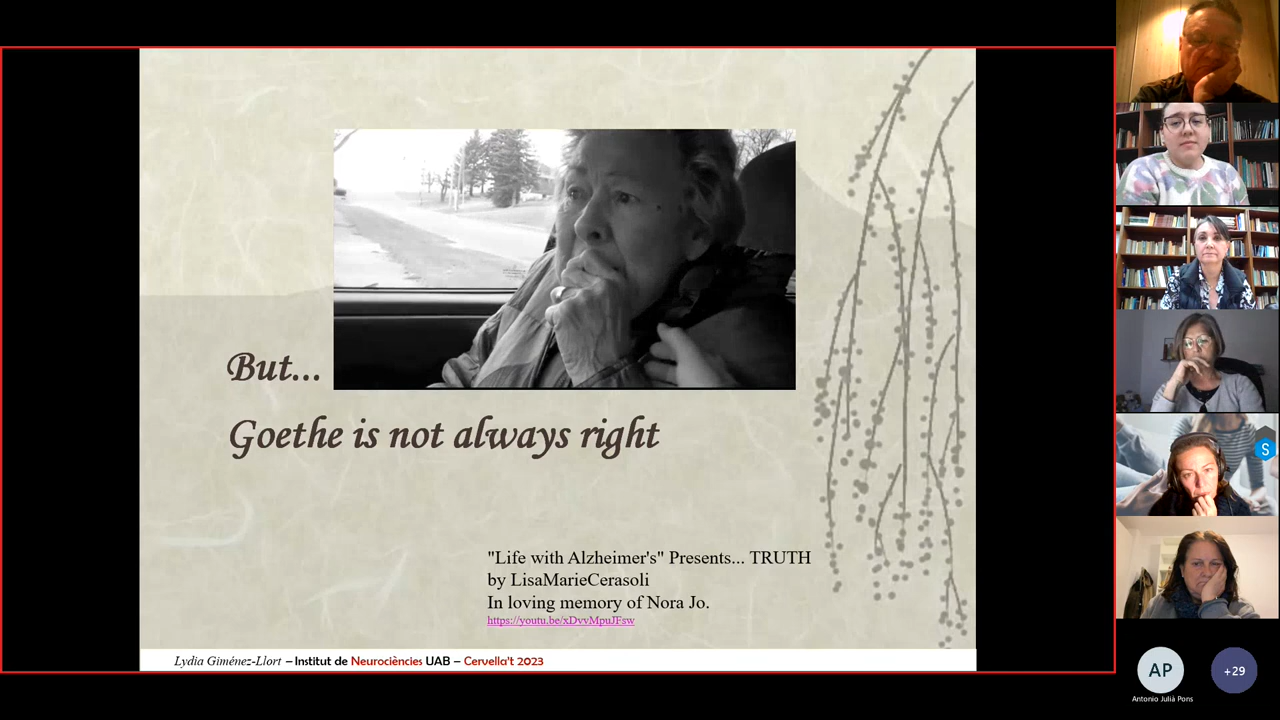 But...
Goethe is not always right
"Life with Alzheimer's" Presents... TRUTH
by LisaMarieCerasoli
In loving memory of Nora Jo.
https://youtu.be/xDvvMpuJFsw
Lydia Giménez-Llort – Institut de Neurociències UAB – Cervella't 2023
S
AP
+29
Antonio Julià Pons